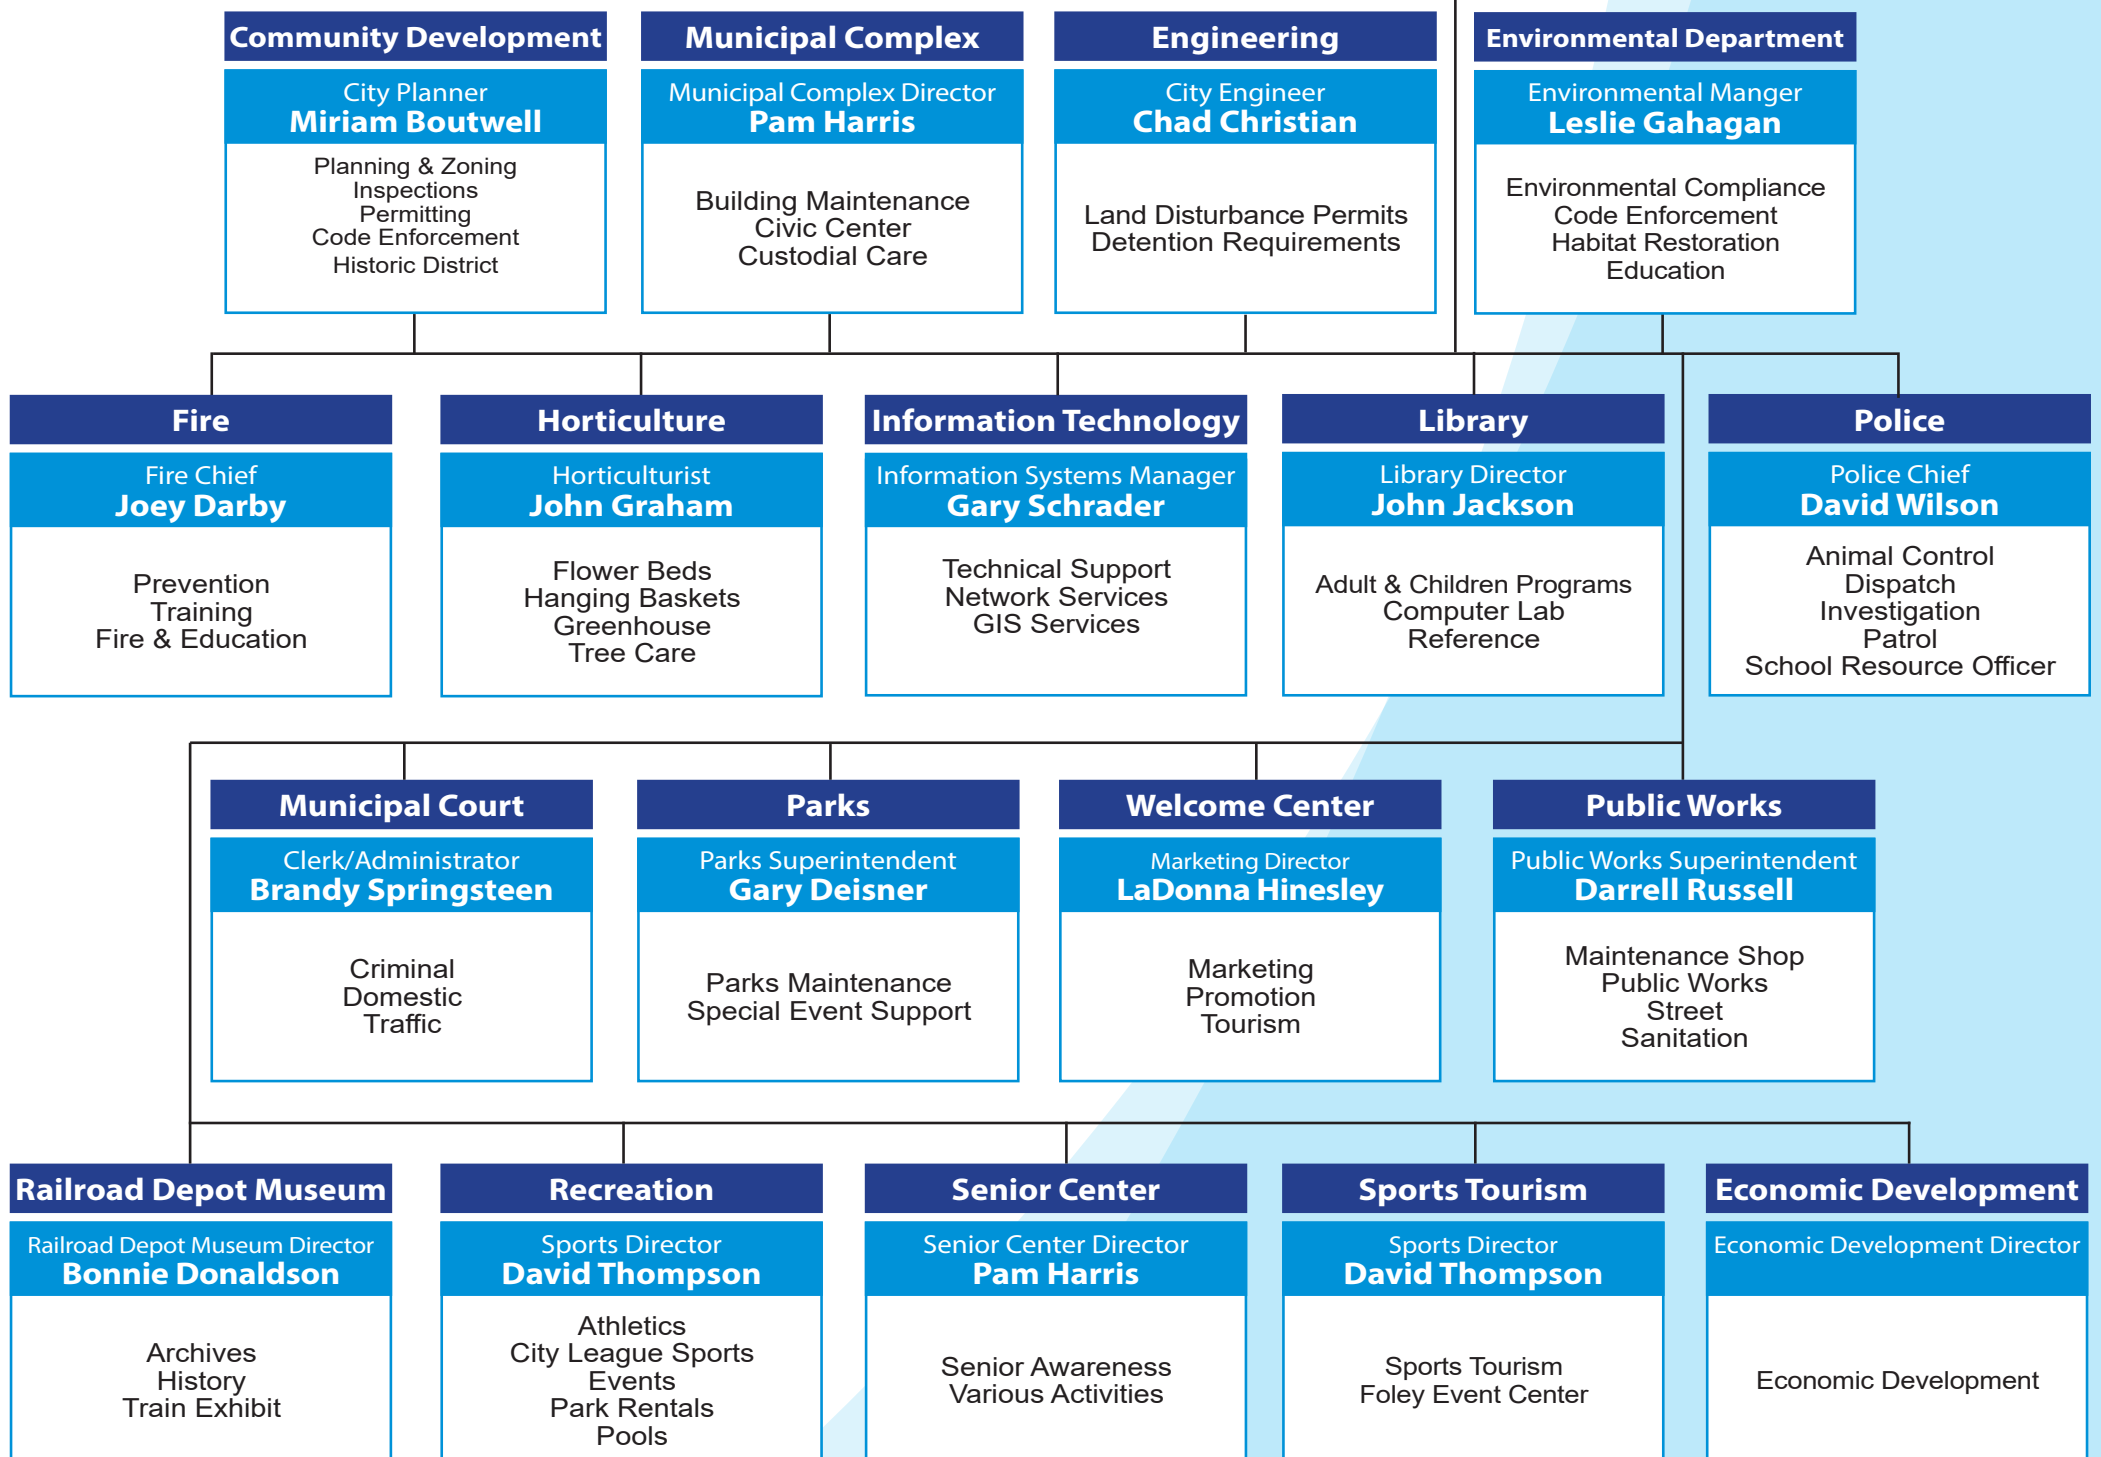 Community Development
City Planner
Miriam Boutwell
Planning & Zoning
Inspections
Permitting
Code Enforcement
Historic District
Municipal Complex
Municipal Complex Director
Pam Harris
Building Maintenance
Civic Center
Custodial Care
Engineering
City Engineer
Chad Christian
Land Disturbance Permits
Detention Requirements
Environmental Department
Environmental Manger
Leslie Gahagan
Environmental Compliance
Code Enforcement
Habitat Restoration
Education
Fire
Fire Chief
Joey Darby
Prevention
Training
Fire & Education
Horticulture
Horticulturist
John Graham
Flower Beds
Hanging Baskets
Greenhouse
Tree Care
Information Technology
Information Systems Manager
Gary Schrader
Technical Support
Network Services
GIS Services
Library
Library Director
John Jackson
Adult & Children Programs
Computer Lab
Reference
Police
Police Chief
David Wilson
Animal Control
Dispatch
Investigation
Patrol
School Resource Officer
Municipal Court
Clerk/Administrator
Brandy Springsteen
Criminal
Domestic
Traffic
Parks
Parks Superintendent
Gary Deisner
Parks Maintenance
Special Event Support
Welcome Center
Marketing Director
LaDonna Hinesley
Marketing
Promotion
Tourism
Public Works
Public Works Superintendent
Darrell Russell
Maintenance Shop
Public Works
Street
Sanitation
Railroad Depot Museum
Railroad Depot Museum Director
Bonnie Donaldson
Archives
History
Train Exhibit
Recreation
Sports Director
David Thompson
Athletics
City League Sports
Events
Park Rentals
Pools
Senior Center
Senior Center Director
Pam Harris
Senior Awareness
Various Activities
Sports Tourism
Sports Director
David Thompson
Sports Tourism
Foley Event Center
Economic Development
Economic Development Director
Economic Development